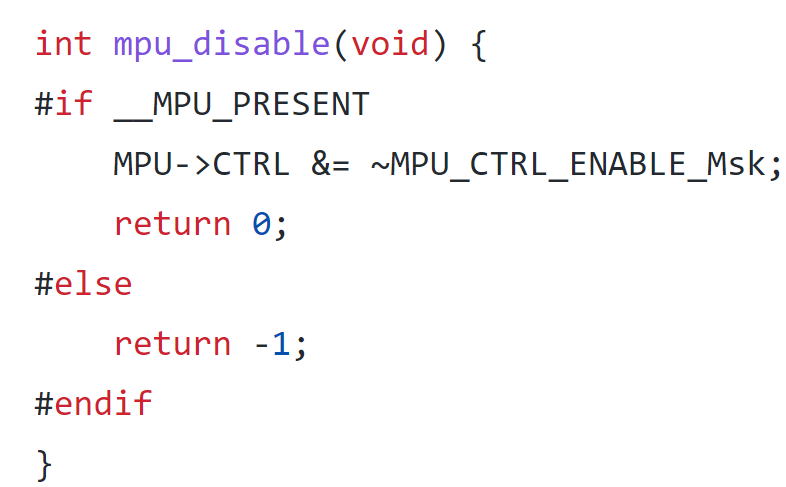 int mpu_disable(void) {
#if __MPU_PRESENT
    MPU->CTRL &= ~MPU_CTRL_ENABLE_Msk;
    return 0;
#else
    return -1;
#endif
}